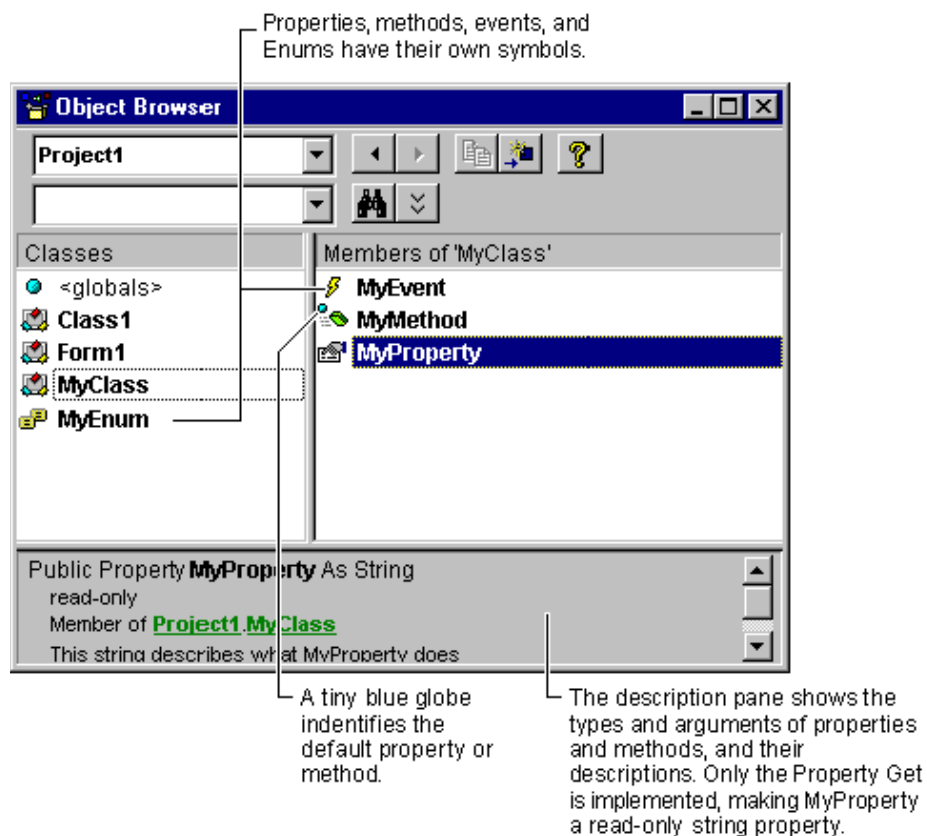 Properties, methods, events, and
Enums have their own symbols.
Object Browser
Project1
Classes
Members of 'MyClass'
<globals>
Class1
Form1
MyClass
MyEnum
MyEvent
MyMethod
MyProperty
Public Property MyProperty As String
read-only
Member of Project1.MyClass
This string describes what MyProperty does
A tiny blue globe
indentifies the
default property or
method.
The description pane shows the
types and arguments of properties
and methods, and their
descriptions. Only the Property Get
is implemented, making MyProperty
a read-only string property.